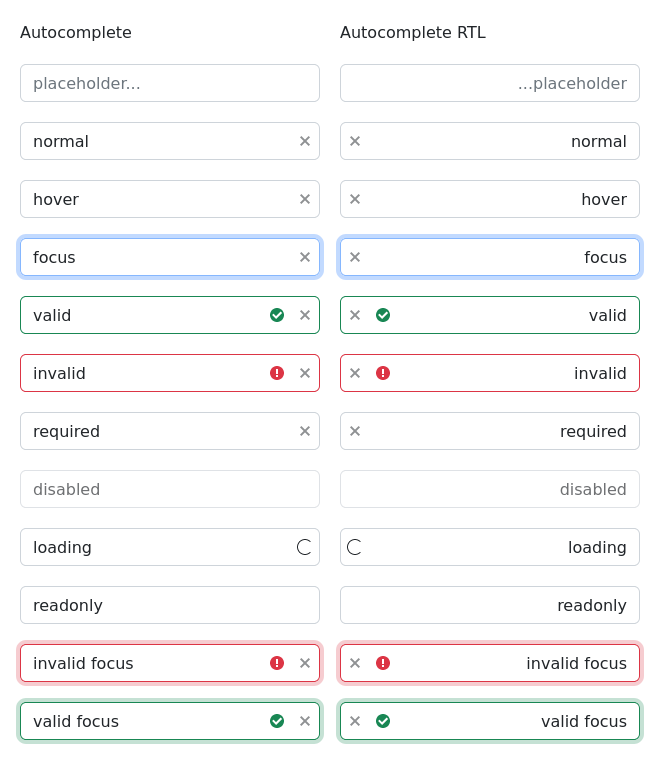 Autocomplete
Autocomplete RTL
placeholder...
...placeholder
normal
normal
hover
hover
focus
focus
valid
valid
invalid
invalid
required
required
disabled
disabled
loading
loading
readonly
readonly
invalid focus
invalid focus
valid focus
valid focus